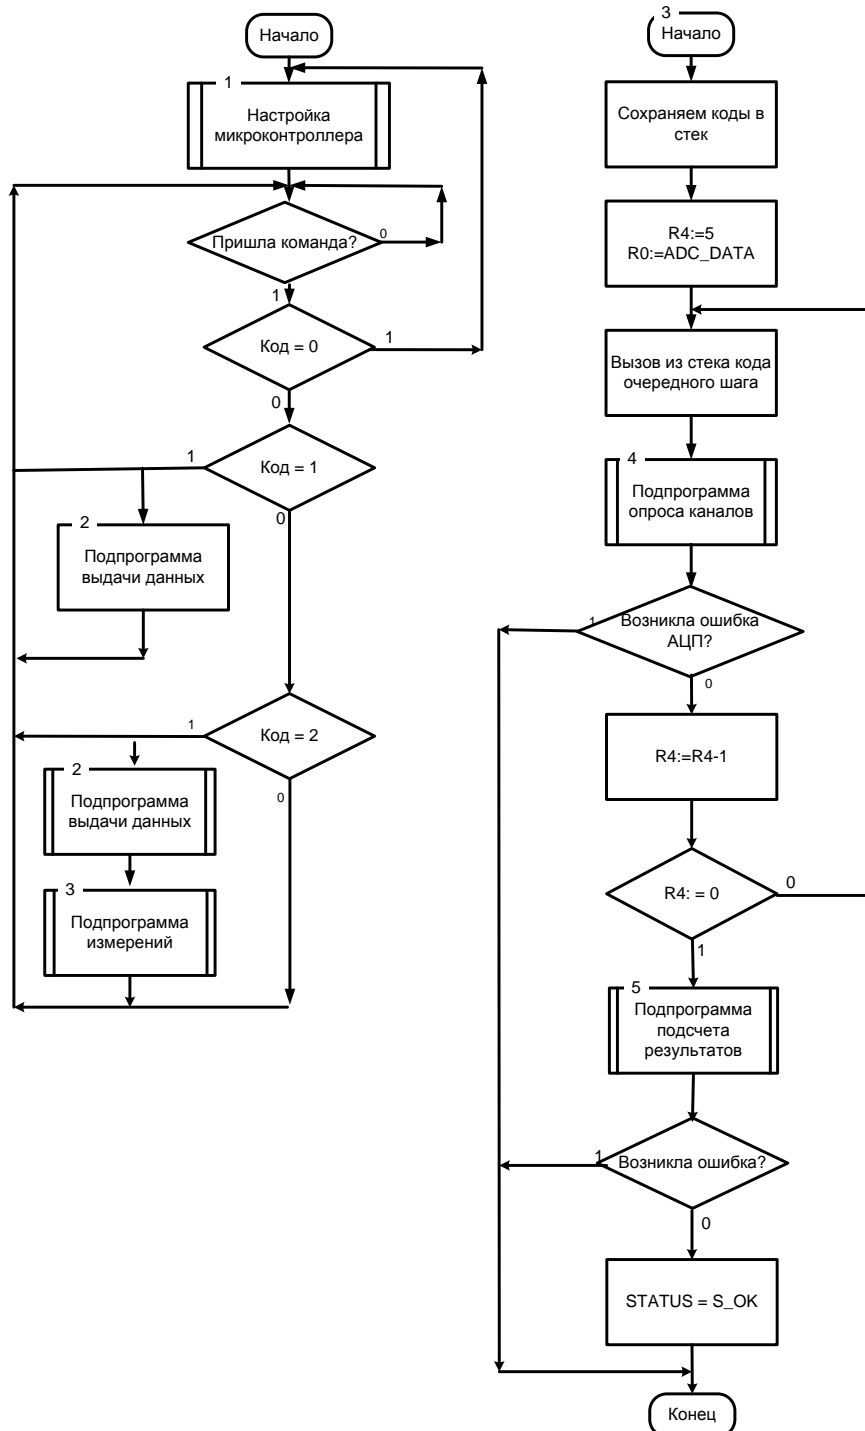 Начало
1
Настройка
микроконтроллера
Пришла команда?
0
1
Код = 0
1
0
Код = 1
1
0
2
Подпрограмма
выдачи данных
Код = 2
1
0
2
Подпрограмма
выдачи данных
3
Подпрограмма
измерений
3
Начало
Сохраняем коды в
стек
R4:=5
R0:=ADC_DATA
Вызов из стека кода
очередного шага
4
Подпрограмма
опроса каналов
1
Возникла ошибка
АЦП?
0
R4:=R4-1
R4: = 0
0
1
5
Подпрограмма
подсчета
результатов
1
Возникла ошибка?
0
STATUS = S_OK
Конец